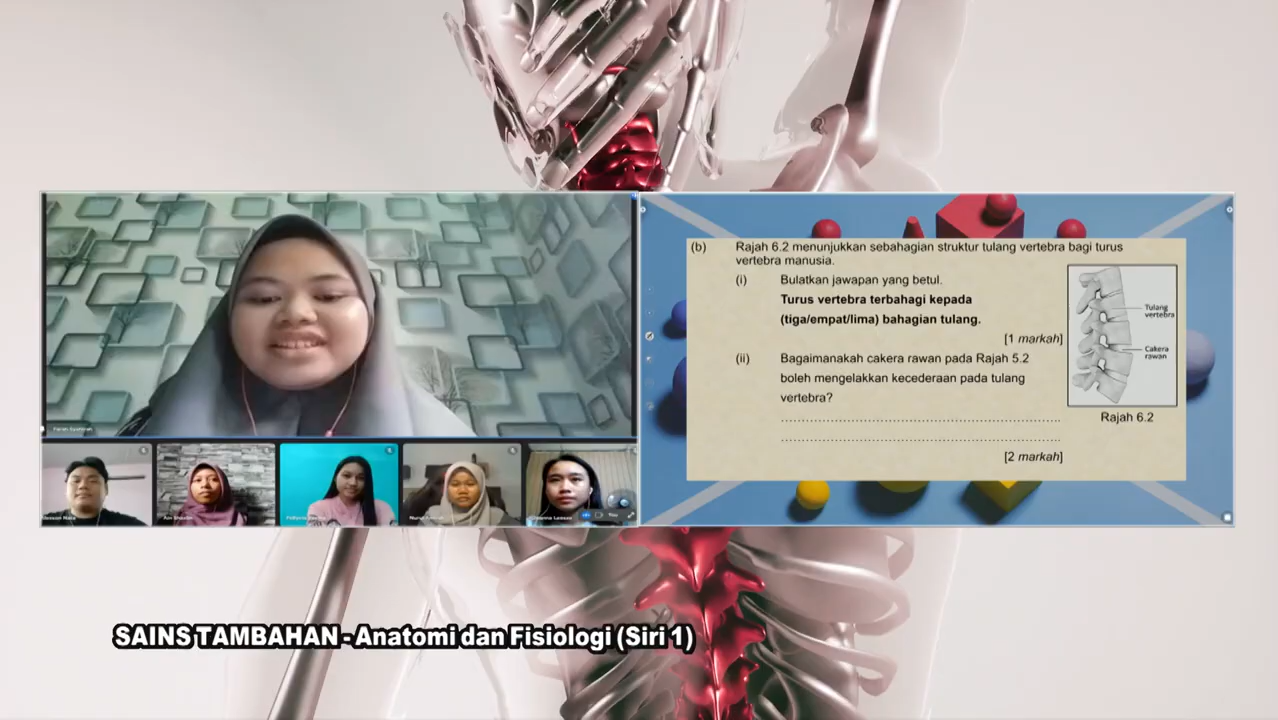 (b) Rajah 6.2 menunjukkan sebahagian struktur tulang vertebra bagi turus
vertebra manusia.
(i) Bulatkan jawapan yang betul.
Turus vertebra terbahagi kepada
(tiga/empat/lima) bahagian tulang.
[1 markah]
(ii) Bagaimanakah cakera rawan pada Rajah 5.2
boleh mengelakkan kecederaan pada tulang
vertebra?
[2 markah]
Tulang
vertebra
Cakera
rawan
Rajah 6.2
SAINS TAMBAHAN - Anatomi dan Fisiologi (Siri 1)